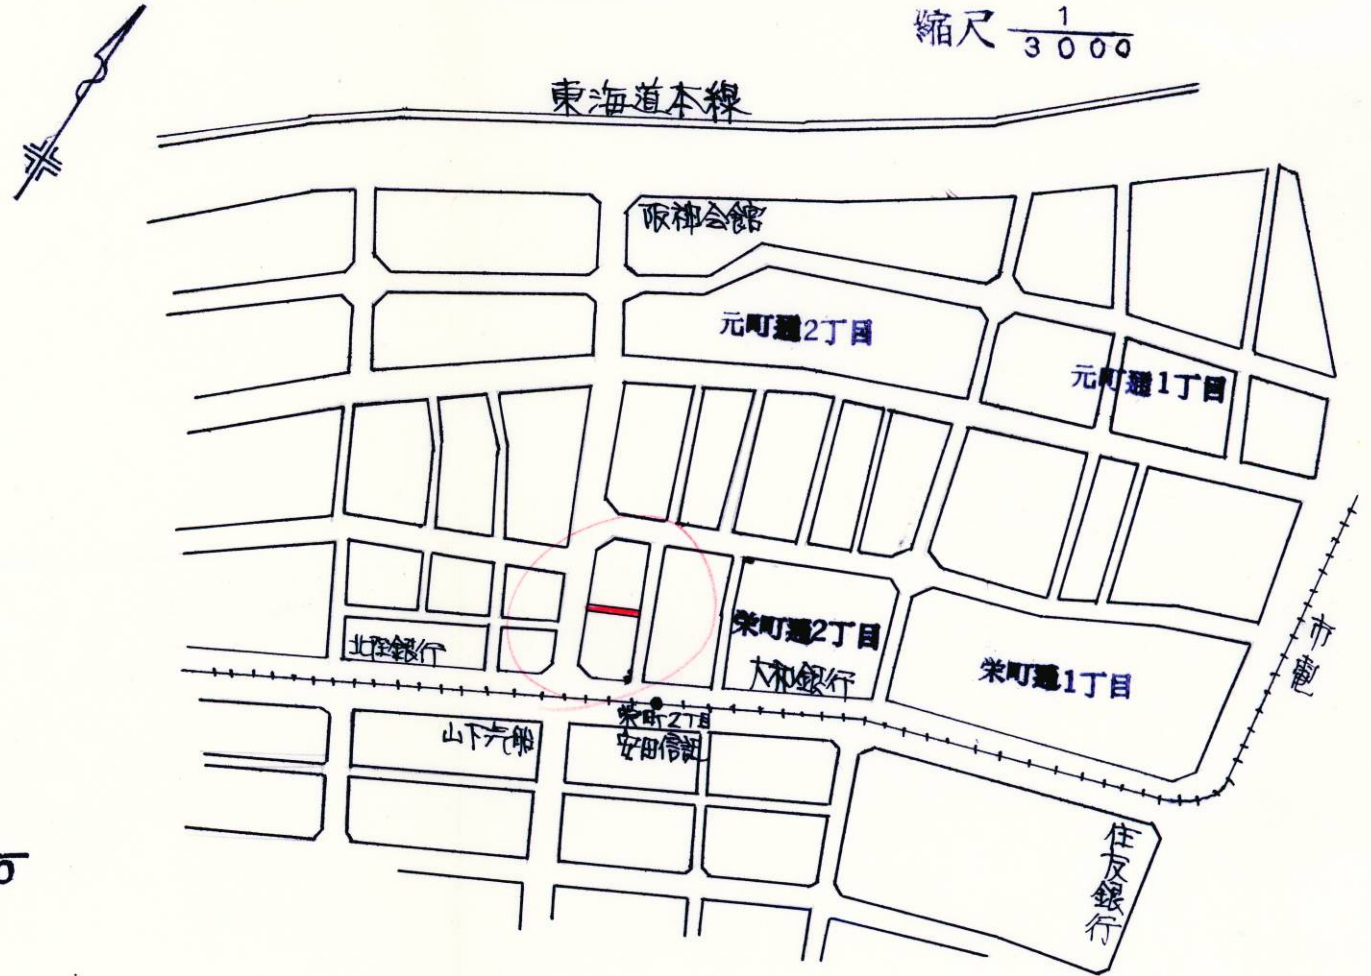 縮尺 1/3000
東海道本線
阪神会館
元町通2丁目
元町通1丁目
栄町通2丁目
大和銀行
栄町通1丁目
市電
北陸銀行
栄町2丁目
山下汽船
安田信託
住友銀行